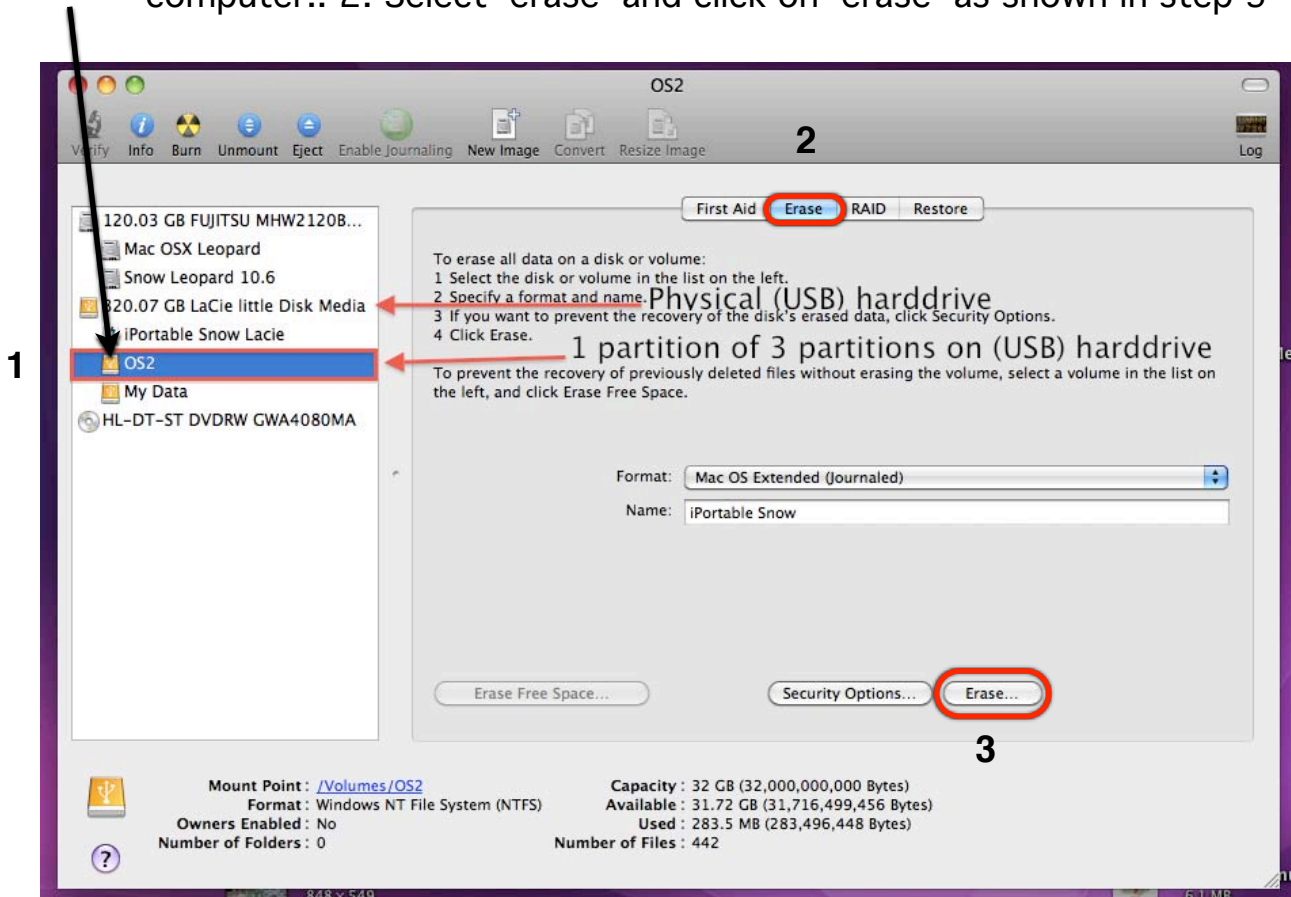 computer!! 2. Select "erase" and click on "erase" as shown in step 3
OS2
2
Verify Info Burn Unmount Eject Enable Journaling New Image Convert Resize Image Log
First Aid Erase RAID Restore
120.03 GB FUJITSU MHW2120B...
Mac OSX Leopard
Snow Leopard 10.6
320.07 GB LaCie little Disk Media
iPortable Snow Lacie
1
OS2
My Data
HL-DT-ST DVDRW GWA4080MA
To erase all data on a disk or volume:
1 Select the disk or volume in the list on the left.
2 Specify a format and name.
Physical (USB) harddrive
3 If you want to prevent the recovery of the disk's erased data, click Security Options.
4 Click Erase.
1 partition of 3 partitions on (USB) harddrive
To prevent the recovery of previously deleted files without erasing the volume, select a volume in the list on
the left, and click Erase Free Space.
Format: Mac OS Extended (Journaled)
Name: iPortable Snow
Erase Free Space... Security Options... Erase...
3
Mount Point : /Volumes/OS2 Capacity : 32 GB (32,000,000,000 Bytes)
Format : Windows NT File System (NTFS) Available : 31.72 GB (31,716,499,456 Bytes)
Owners Enabled : No Used : 283.5 MB (283,496,448 Bytes)
Number of Folders : 0 Number of Files : 442
?
848 x 549 6.1 MB